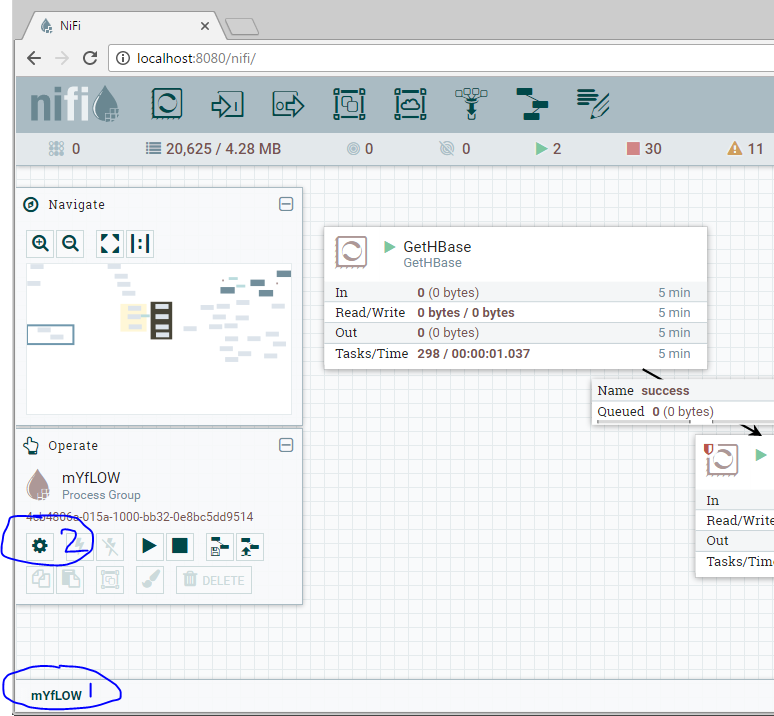 NiFi
localhost:8080/nifi/
nifi
0 20,625 / 4.28 MB 0 0 2 30 11
Navigate
GetHBase
GetHBase
In 0 (0 bytes) 5 min
Read/Write 0 bytes / 0 bytes 5 min
Out 0 (0 bytes) 5 min
Tasks/Time 298 / 00:00:01.037 5 min
Name success
Queued 0 (0 bytes)
In
Read/Write
Out
Tasks/Tim
Operate
mYfLOW
Process Group
4cb4806a-015a-1000-bb32-0e8bc5dd9514
2
DELETE
mYfLOW 1